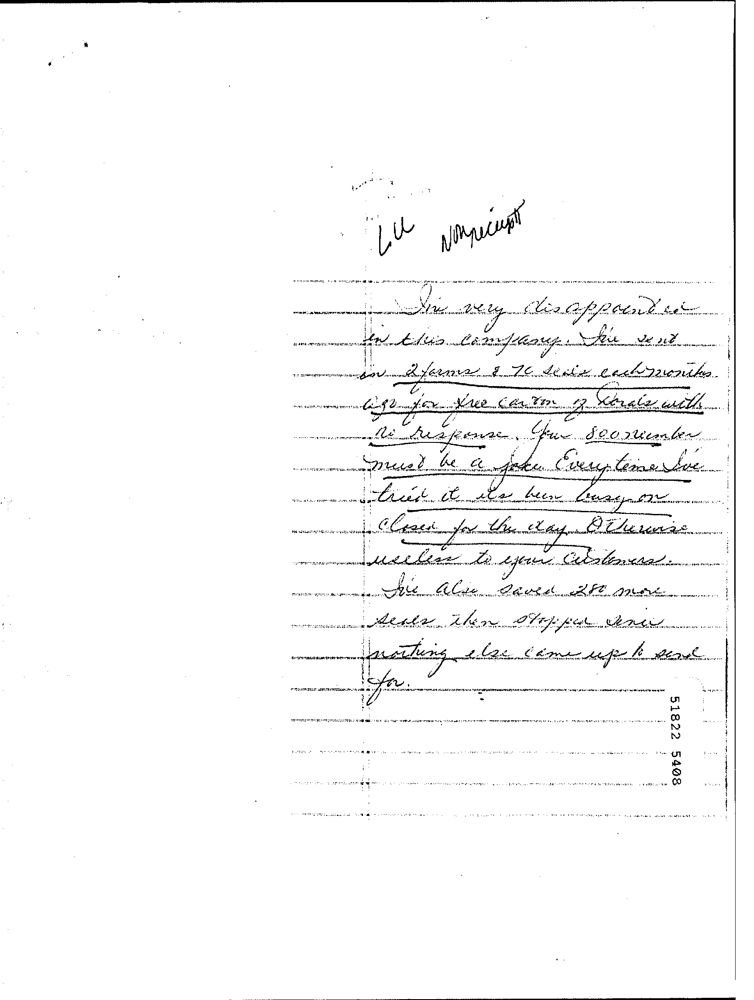 LU Nonreceipt
I'm very disappointed
in this company. I've sent
in 2 forms & 70 seals each months
ago for free carton of with
no response. Your 800 number
must be a joke Everytime I've
tried it its been busy or
closed for the day. Otherwise
useless to your customers.
I've also saved 280 more
seals then stopped since
nothing else came up to send
for.
51822 5408